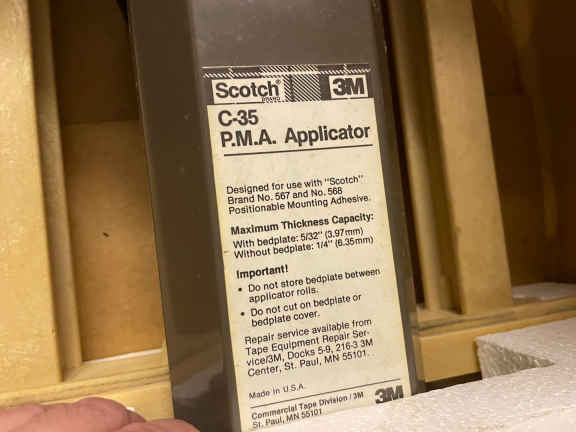 Scotch®
BRAND
3M
C-35
P.M.A. Applicator
Designed for use with "Scotch"
Brand No. 567 and No. 568
Positionable Mounting Adhesive.
Maximum Thickness Capacity:
With bedplate: 5/32" (3.97mm)
Without bedplate: 1/4" (6.35mm)
Important!
• Do not store bedplate between
applicator rolls.
• Do not cut on bedplate or
bedplate cover.
Repair service available from
Tape Equipment Repair Ser-
vice/3M, Docks 5-9, 216-3 3M
Center, St. Paul, MN 55101.
Made in U.S.A.
Commercial Tape Division / 3M
St. Paul, MN 55101
3M